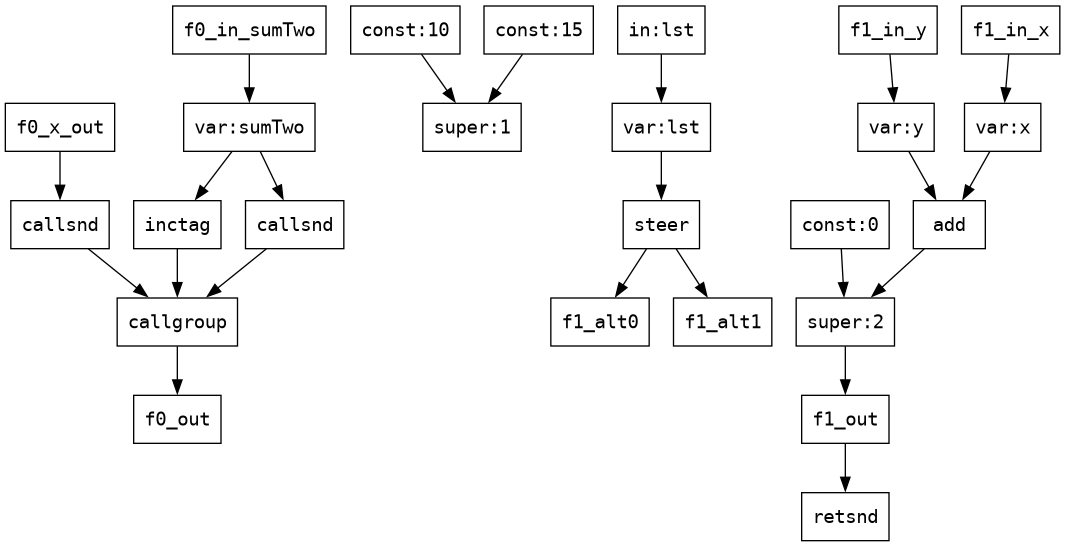 f0_in_sumTwo
const:10
const:15
in:lst
f1_in_y
f1_in_x
f0_x_out
var:sumTwo
super:1
var:lst
var:y
var:x
callsnd
inctag
callsnd
steer
const:0
add
callgroup
f1_alt0
f1_alt1
super:2
f0_out
f1_out
retsnd